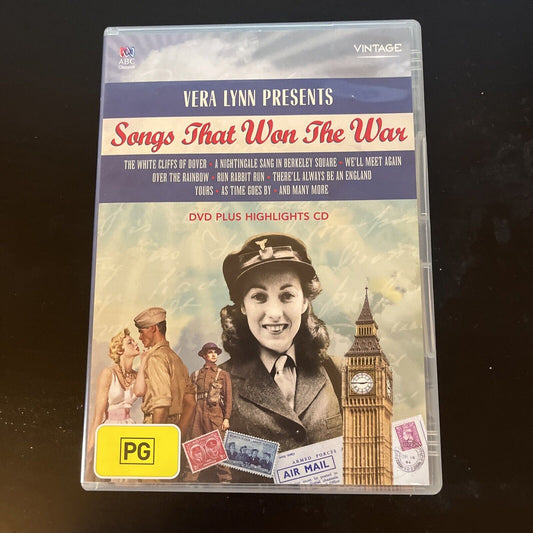 ABC
Classics
VINTAGE
VERA LYNN PRESENTS
Songs That Won The War
THE WHITE CLIFFS OF DOVER • A NIGHTINGALE SANG IN BERKELEY SQUARE • WE'LL MEET AGAIN
OVER THE RAINBOW • RUN RABBIT RUN • THERE'LL ALWAYS BE AN ENGLAND
YOURS • AS TIME GOES BY • AND MANY MORE
DVD PLUS HIGHLIGHTS CD
PG
ARMED FORCES
AIR MAIL